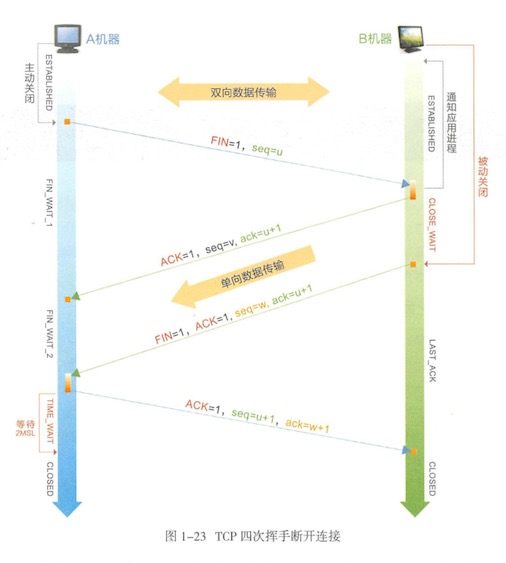 A机器
B机器
主动关闭
ESTABLISHED
双向数据传输
ESTABLISHED
通知应用进程
被动关闭
FIN=1, seq=u
FIN_WAIT_1
CLOSE_WAIT
ACK=1, seq=v, ack=u+1
单向数据传输
FIN=1, ACK=1, seq=w, ack=u+1
FIN_WAIT_2
LAST_ACK
ACK=1, seq=u+1, ack=w+1
TIME_WAIT
等待
2MSL
CLOSED
CLOSED
图 1-23 TCP 四次挥手断开连接